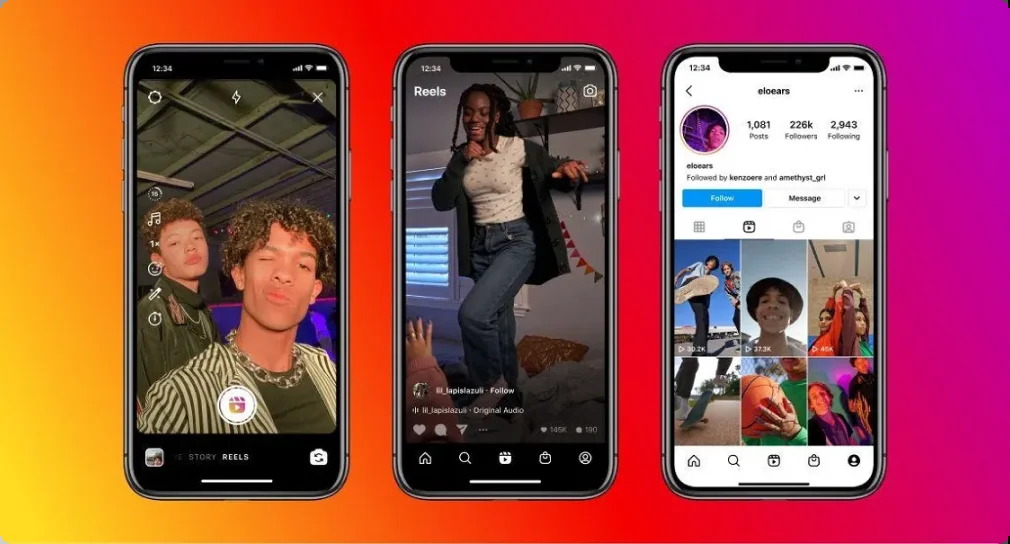 12:34
15
1×
STORY REELS
12:34
Reels
lil_lapislazuli · Follow
lil_lapislazuli · Original Audio
145K 190
12:34
eloears
1,081 226k 2,943
Posts Followers Following
eloears
Followed by kenzoere and amethyst_grl
Follow Message
30.2K 37.3K 45K